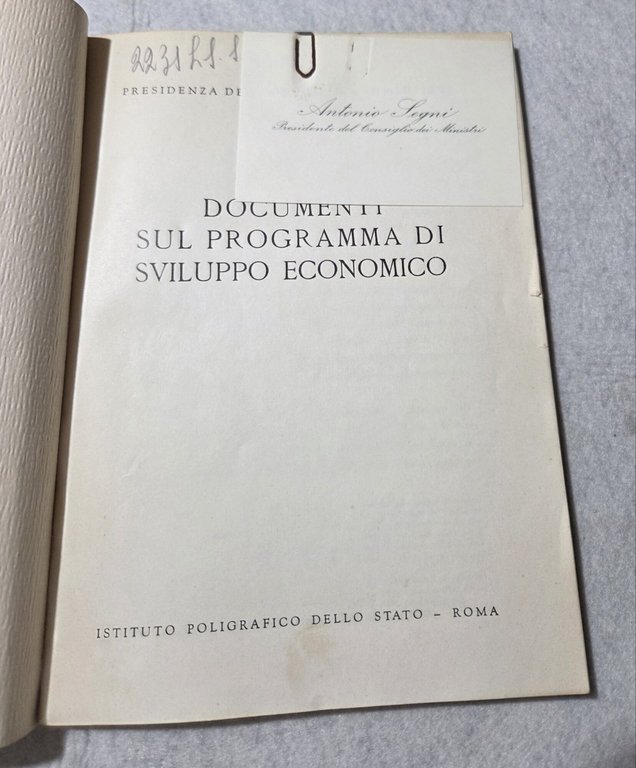 PRESIDENZA DE
Antonio Segni
Presidente del Consiglio dei Ministri
DOCUMENTI
SUL PROGRAMMA DI
SVILUPPO ECONOMICO
ISTITUTO POLIGRAFICO DELLO STATO – ROMA